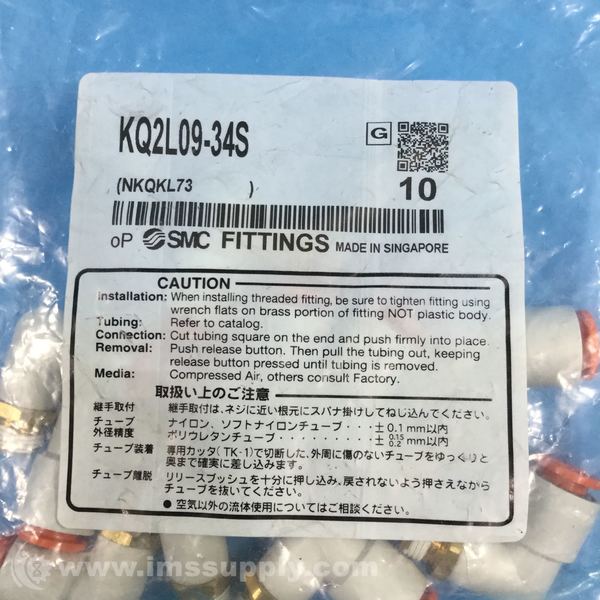 KQ2L09-34S
G
(NKQKL73 )
10
oP SMC FITTINGS MADE IN SINGAPORE
CAUTION
Installation: When installing threaded fitting, be sure to tighten fitting using
wrench flats on brass portion of fitting NOT plastic body.
Tubing: Refer to catalog.
Connection: Cut tubing square on the end and push firmly into place.
Removal: Push release button. Then pull the tubing out, keeping
release button pressed until tubing is removed.
Media: Compressed Air, others consult Factory.
取扱い上のご注意
継手取付 継手取付は、ネジに近い根元にスパナ掛けしてねじ込んでください。
チューブ ナイロン、ソフトナイロンチューブ・・・±0.1mm以内
外径精度 ポリウレタンチューブ・・・・・・・・・± 0.15 0.2 mm以内
チューブ装着 専用カッタ(TK-1)で切断した、外周に傷のないチューブをゆっくりと
奥まで確実に差し込みます。
チューブ離脱 リリースブッシュを十分に押し込み、戻されないよう押さえながら
チューブを抜いてください。
●空気以外の流体使用についてはご相談ください。
© www.imssupply.com